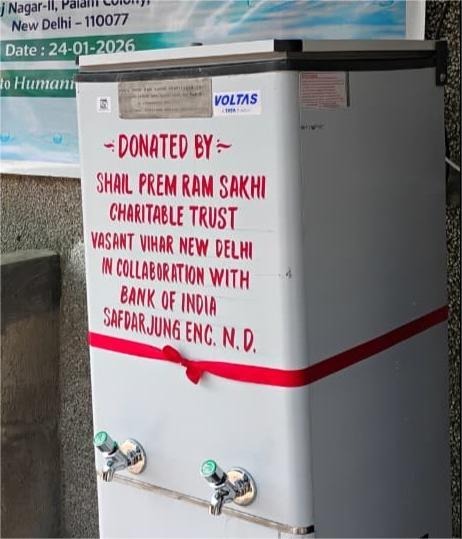 j Nagar-II, Palam Colony,
New Delhi – 110077
Date : 24-01-2026
to Humani
VOLTAS
~DONATED BY~
SHAIL PREM RAM SAKHI
CHARITABLE TRUST
VASANT VIHAR NEW DELHI
IN COLLABORATION WITH
BANK OF INDIA
SAFDARJUNG ENC. N.D.